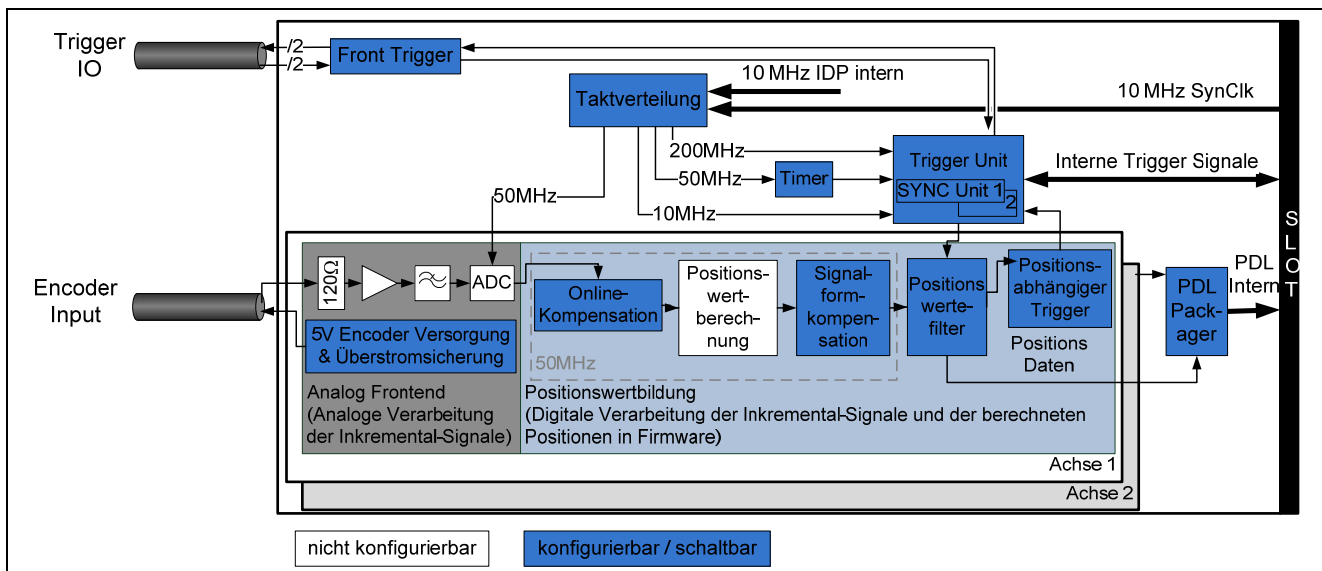 Trigger
IO
/2
/2
Front Trigger
10 MHz IDP intern
Taktverteilung
10 MHz SynClk
200MHz
50MHz
Timer
10MHz
50MHz
Trigger Unit
SYNC Unit 1
2
Interne Trigger Signale
SLOT
Encoder
Input
120Ω
ADC
5V Encoder Versorgung
& Überstromsicherung
Analog Frontend
(Analoge Verarbeitung
der Inkremental-Signale)
Online-
Kompensation
Positions-
wert-
berech-
nung
Signal-
form-
kompen-
sation
50MHz
Positions
werte-
filter
Positions-
abhängiger
Trigger
Positions
Daten
PDL
Pack-
ager
PDL
Intern
Positionswertbildung
(Digitale Verarbeitung der Inkremental-Signale und der berechneten
Positionen in Firmware)
Achse 1
Achse 2
nicht konfigurierbar
konfigurierbar / schaltbar